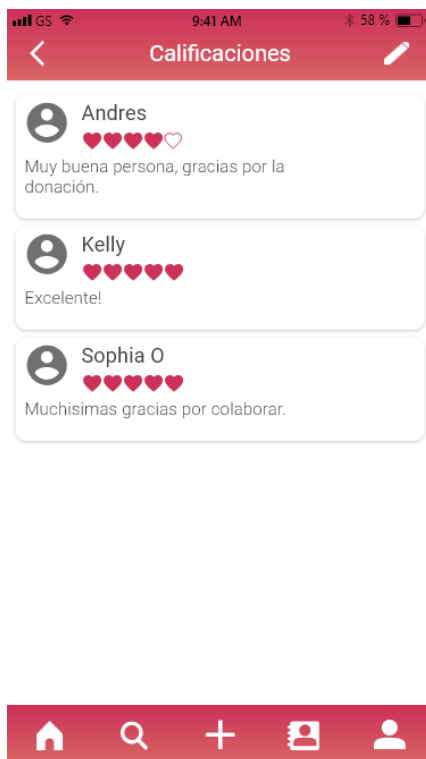 GS 9:41 AM 58 %
Calificaciones
Andres
Muy buena persona, gracias por la
donación.
Kelly
Excelente!
Sophia O
Muchisimas gracias por colaborar.